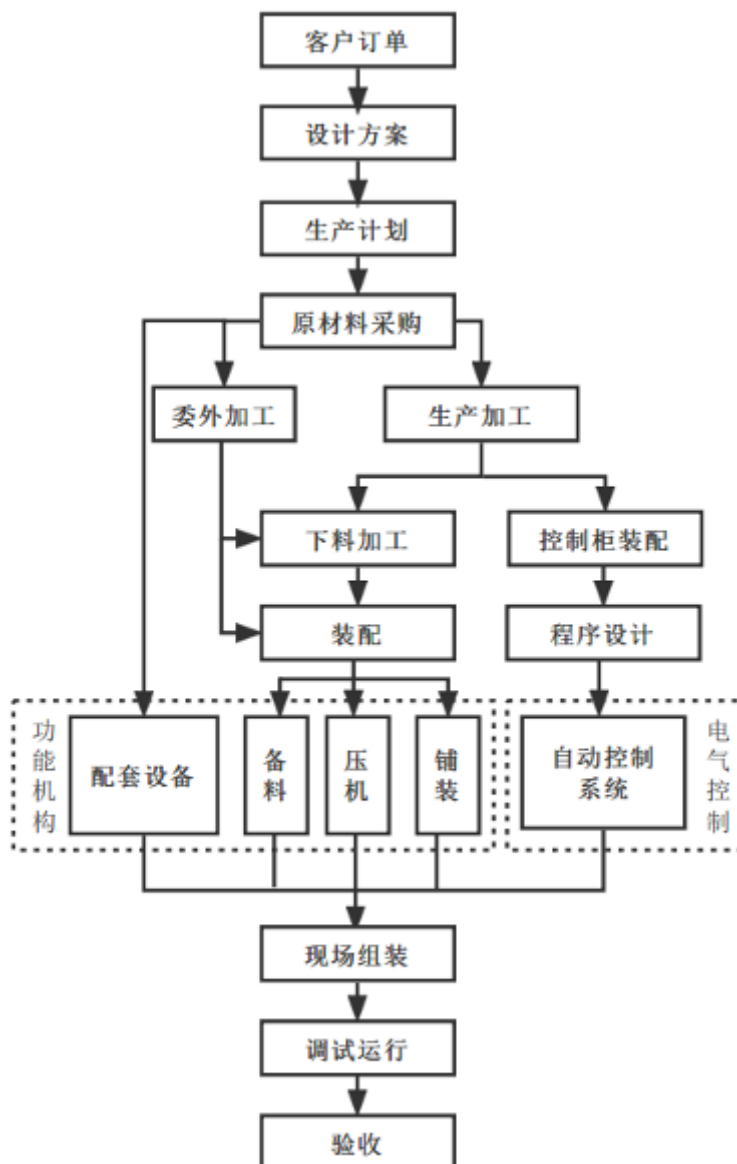 客户订单
设计方案
生产计划
原材料采购
委外加工
生产加工
下料加工
控制柜装配
装配
程序设计
功能机构
配套设备
备料
压机
铺装
自动控制
系统
电气控制
现场组装
调试运行
验收